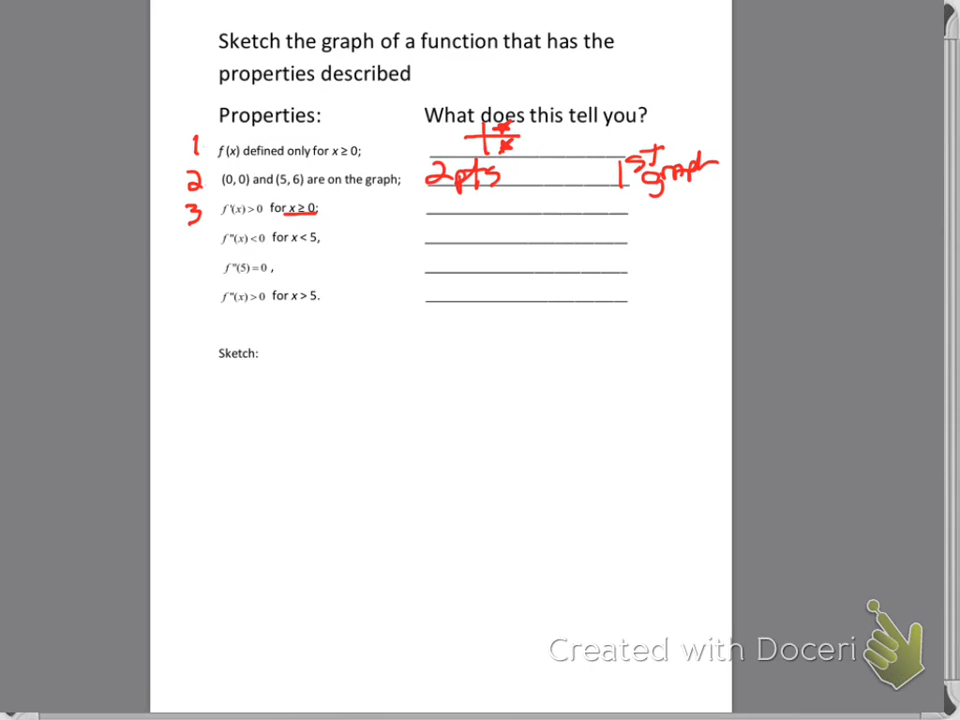 Sketch the graph of a function that has the
properties described
Properties: What does this tell you?
1 f (x) defined only for x ≥ 0;
2 (0, 0) and (5, 6) are on the graph; 2pts 1st graph
3 f '(x) > 0 for x ≥ 0;
f "(x) < 0 for x < 5,
f "(5) = 0 ,
f "(x) > 0 for x > 5.
Sketch:
Created with Doceri